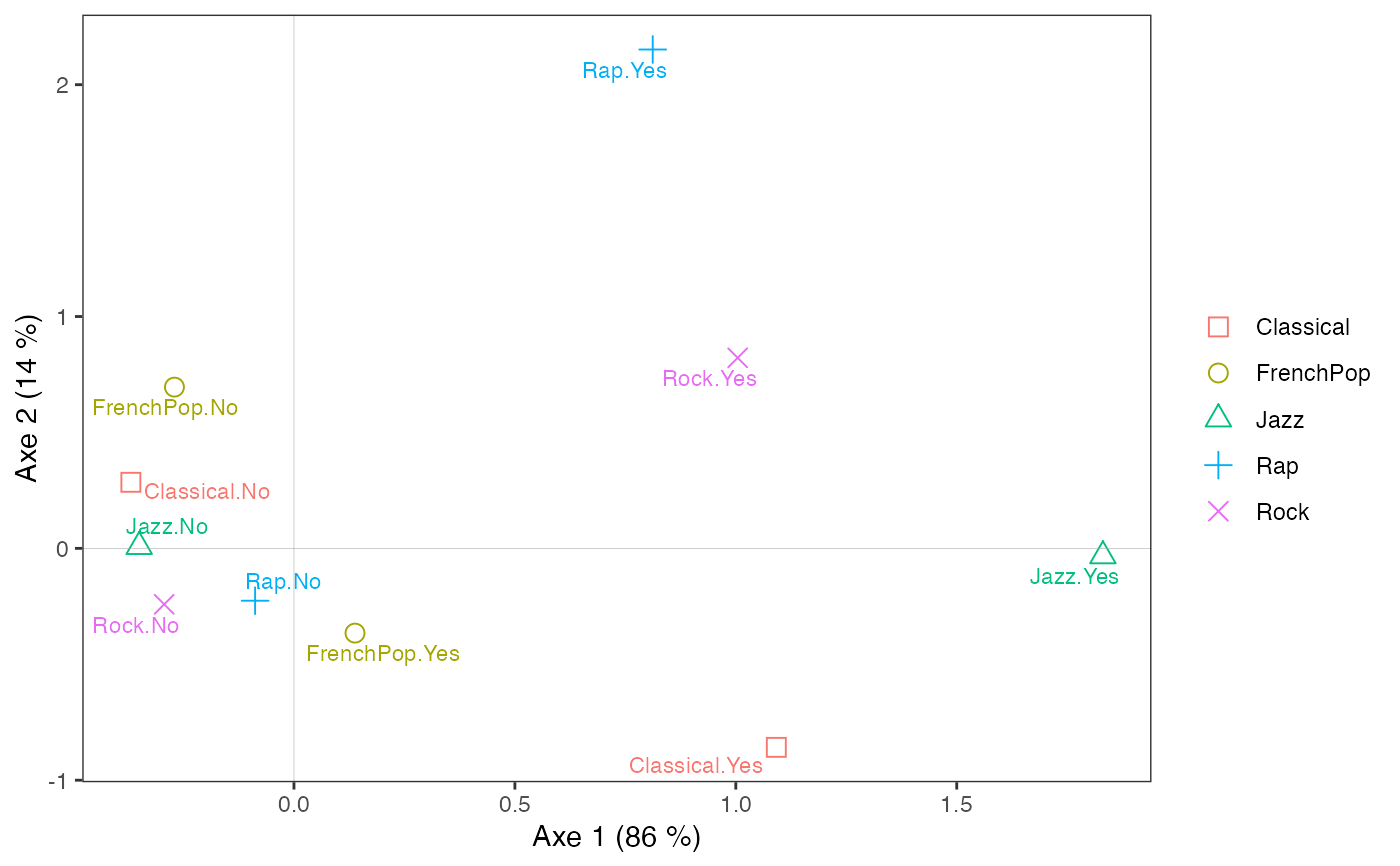 2
1
0
-1
Axe 2 (14 %)
Rap.Yes
Rock.Yes
FrenchPop.No
Classical.No
Jazz.No
Jazz.Yes
Rap.No
Rock.No
FrenchPop.Yes
Classical.Yes
0.0 0.5 1.0 1.5
Axe 1 (86 %)
Classical
FrenchPop
Jazz
Rap
Rock